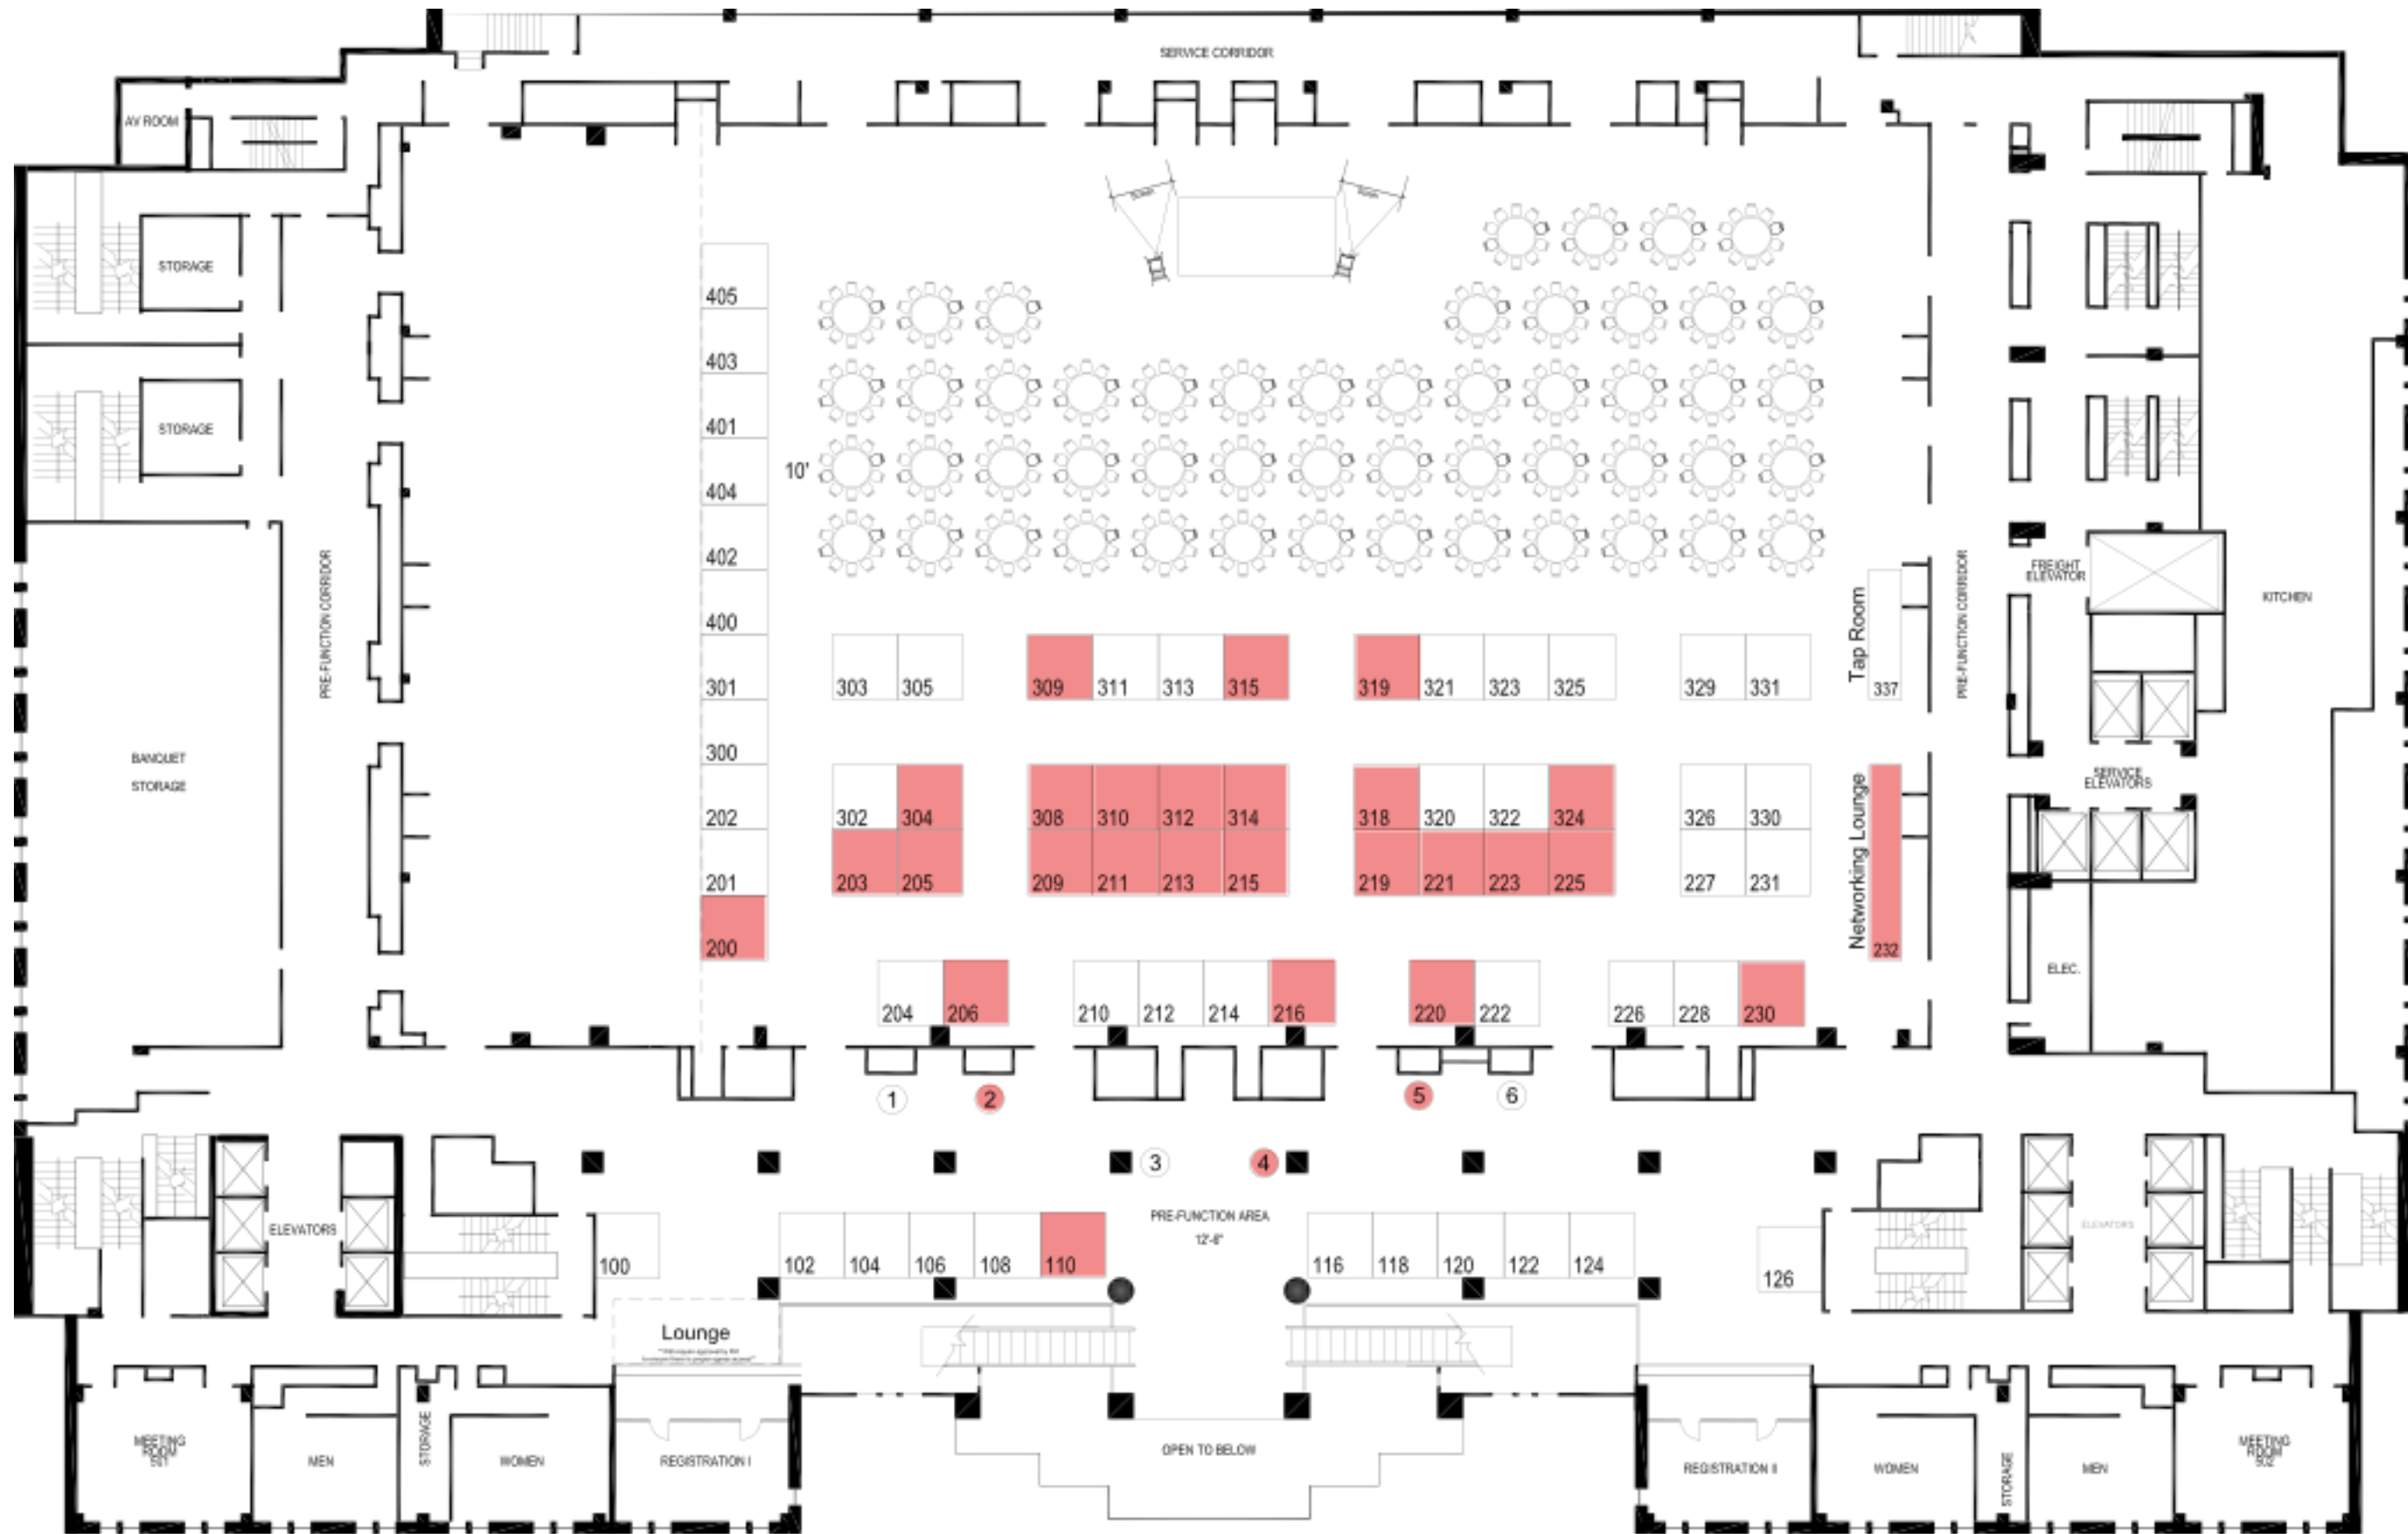 SERVICE CORRIDOR
AV ROOM
STORAGE
405
403
STORAGE
401
10'
404
402
400
PRE-FUNCTION CORRIDOR
Tap Room
337
PRE-FUNCTION CORRIDOR
FREIGHT
ELEVATOR
KITCHEN
301
303 305
309 311 313 315
319 321 323 325
329 331
BANQUET
STORAGE
300
SERVICE
ELEVATORS
202
302 304
308 310 312 314
318 320 322 324
326 330
Networking Lounge
232
201
203 205
209 211 213 215
219 221 223 225
227 231
200
ELEC.
204 206
210 212 214 216
220 222
226 228 230
1
2
5
6
3
4
ELEVATORS
PRE-FUNCTION AREA
12'-6"
ELEVATORS
100
102 104 106 108 110
116 118 120 122 124
126
Lounge
MEETING
ROOM
501
MEN
STORAGE
WOMEN
REGISTRATION I
OPEN TO BELOW
REGISTRATION II
WOMEN
STORAGE
MEN
MEETING
ROOM
502